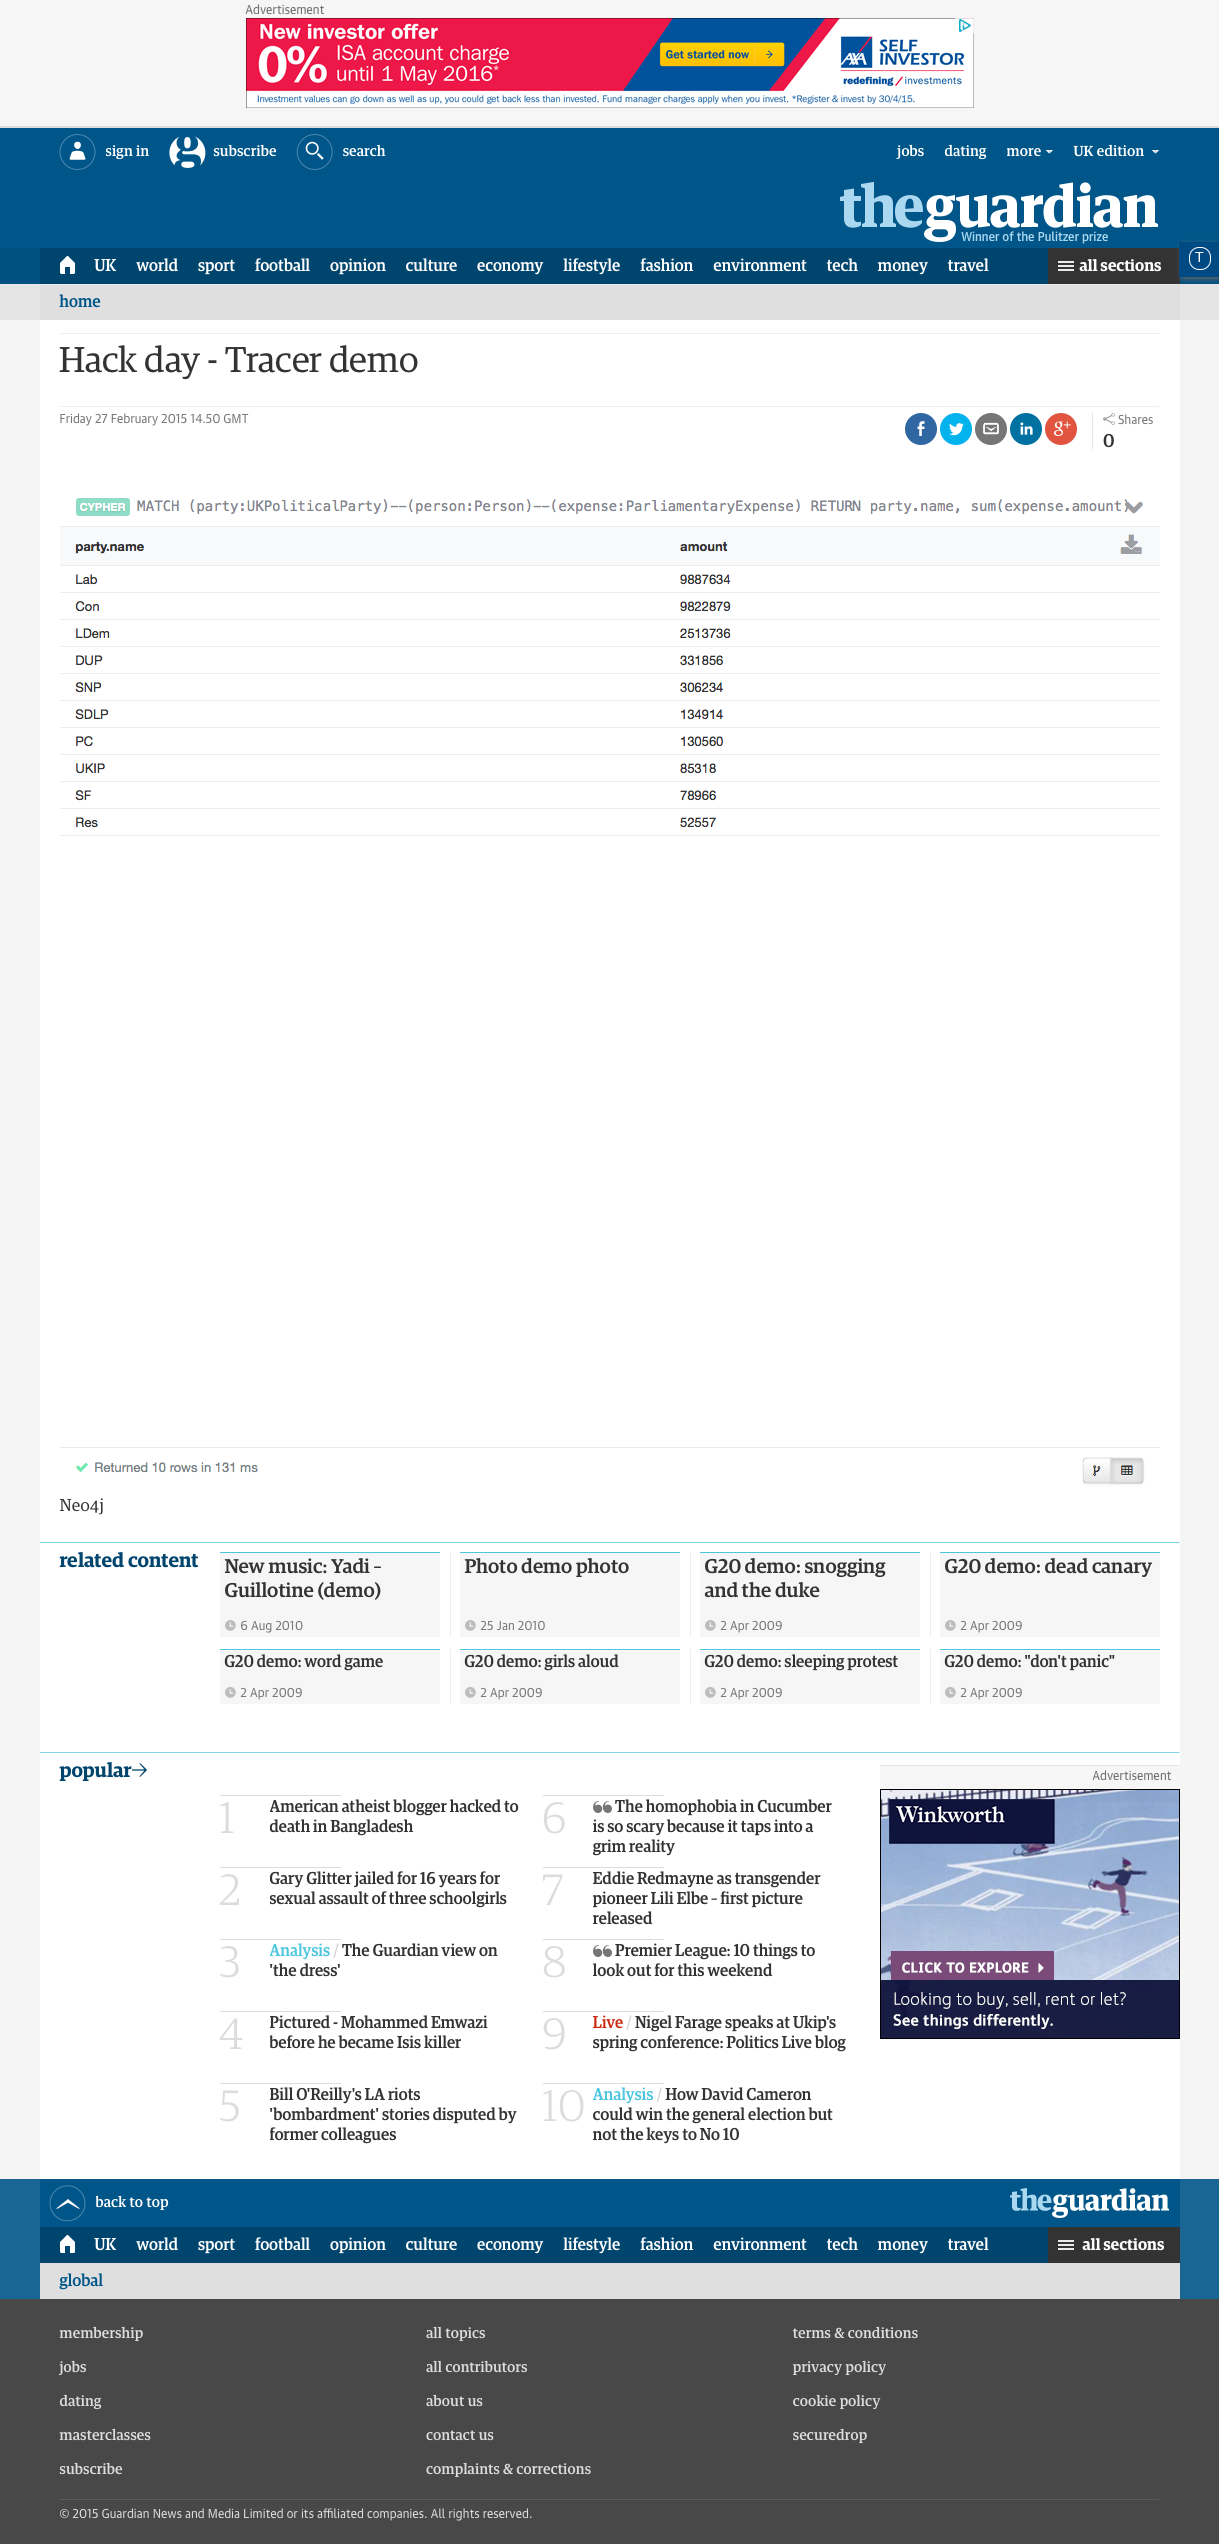 Advertisement
New investor offer
0% ISA account charge
until 1 May 2016*
Get started now
AXA SELF INVESTOR
redefining / investments
Investment values can go down as well as up, you could get back less than invested. Fund manager charges apply when you invest. *Register & invest by 30/4/15.
sign in subscribe search jobs dating more UK edition
theguardian
Winner of the Pulitzer prize
UK world sport football opinion culture economy lifestyle fashion environment tech money travel all sections
T
home
Hack day - Tracer demo
Friday 27 February 2015 14.50 GMT
Shares
0
CYPHER MATCH (party:UKPoliticalParty)--(person:Person)--(expense:ParliamentaryExpense) RETURN party.name, sum(expense.amount)
party.name amount
Lab 9887634
Con 9822879
LDem 2513736
DUP 331856
SNP 306234
SDLP 134914
PC 130560
UKIP 85318
SF 78966
Res 52557
Returned 10 rows in 131 ms
Neo4j
related content
New music: Yadi –
Guillotine (demo)
6 Aug 2010
Photo demo photo
25 Jan 2010
G20 demo: snogging
and the duke
2 Apr 2009
G20 demo: dead canary
2 Apr 2009
G20 demo: word game
2 Apr 2009
G20 demo: girls aloud
2 Apr 2009
G20 demo: sleeping protest
2 Apr 2009
G20 demo: "don't panic"
2 Apr 2009
popular
1 American atheist blogger hacked to
death in Bangladesh
2 Gary Glitter jailed for 16 years for
sexual assault of three schoolgirls
3 Analysis / The Guardian view on
'the dress'
4 Pictured - Mohammed Emwazi
before he became Isis killer
5 Bill O'Reilly's LA riots
'bombardment' stories disputed by
former colleagues
6 The homophobia in Cucumber
is so scary because it taps into a
grim reality
7 Eddie Redmayne as transgender
pioneer Lili Elbe – first picture
released
8 Premier League: 10 things to
look out for this weekend
9 Live / Nigel Farage speaks at Ukip's
spring conference: Politics Live blog
10 Analysis / How David Cameron
could win the general election but
not the keys to No 10
Advertisement
Winkworth
CLICK TO EXPLORE
Looking to buy, sell, rent or let?
See things differently.
back to top
theguardian
UK world sport football opinion culture economy lifestyle fashion environment tech money travel all sections
global
membership all topics terms & conditions
jobs all contributors privacy policy
dating about us cookie policy
masterclasses contact us securedrop
subscribe complaints & corrections
© 2015 Guardian News and Media Limited or its affiliated companies. All rights reserved.